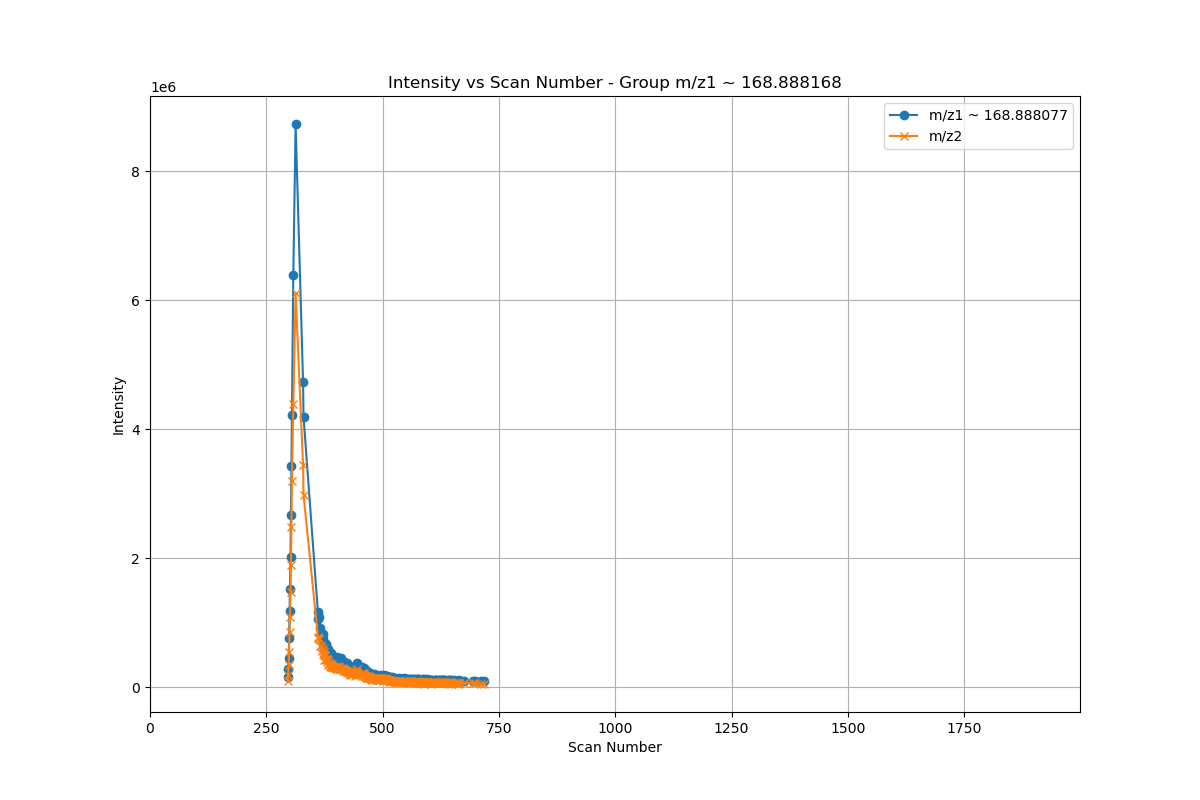 Intensity vs Scan Number - Group m/z1 ~ 168.888168
1e6
m/z1 ~ 168.888077
m/z2
8
6
4
2
0
Intensity
0 250 500 750 1000 1250 1500 1750
Scan Number